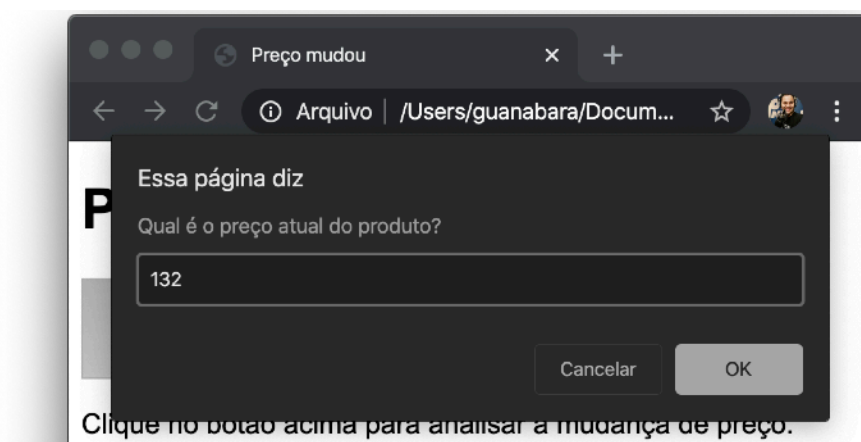 Preço mudou
Arquivo | /Users/guanabara/Docum...
Essa página diz
P
Qual é o preço atual do produto?
132
Cancelar
OK
Clique no botão acima para analisar a mudança de preço.